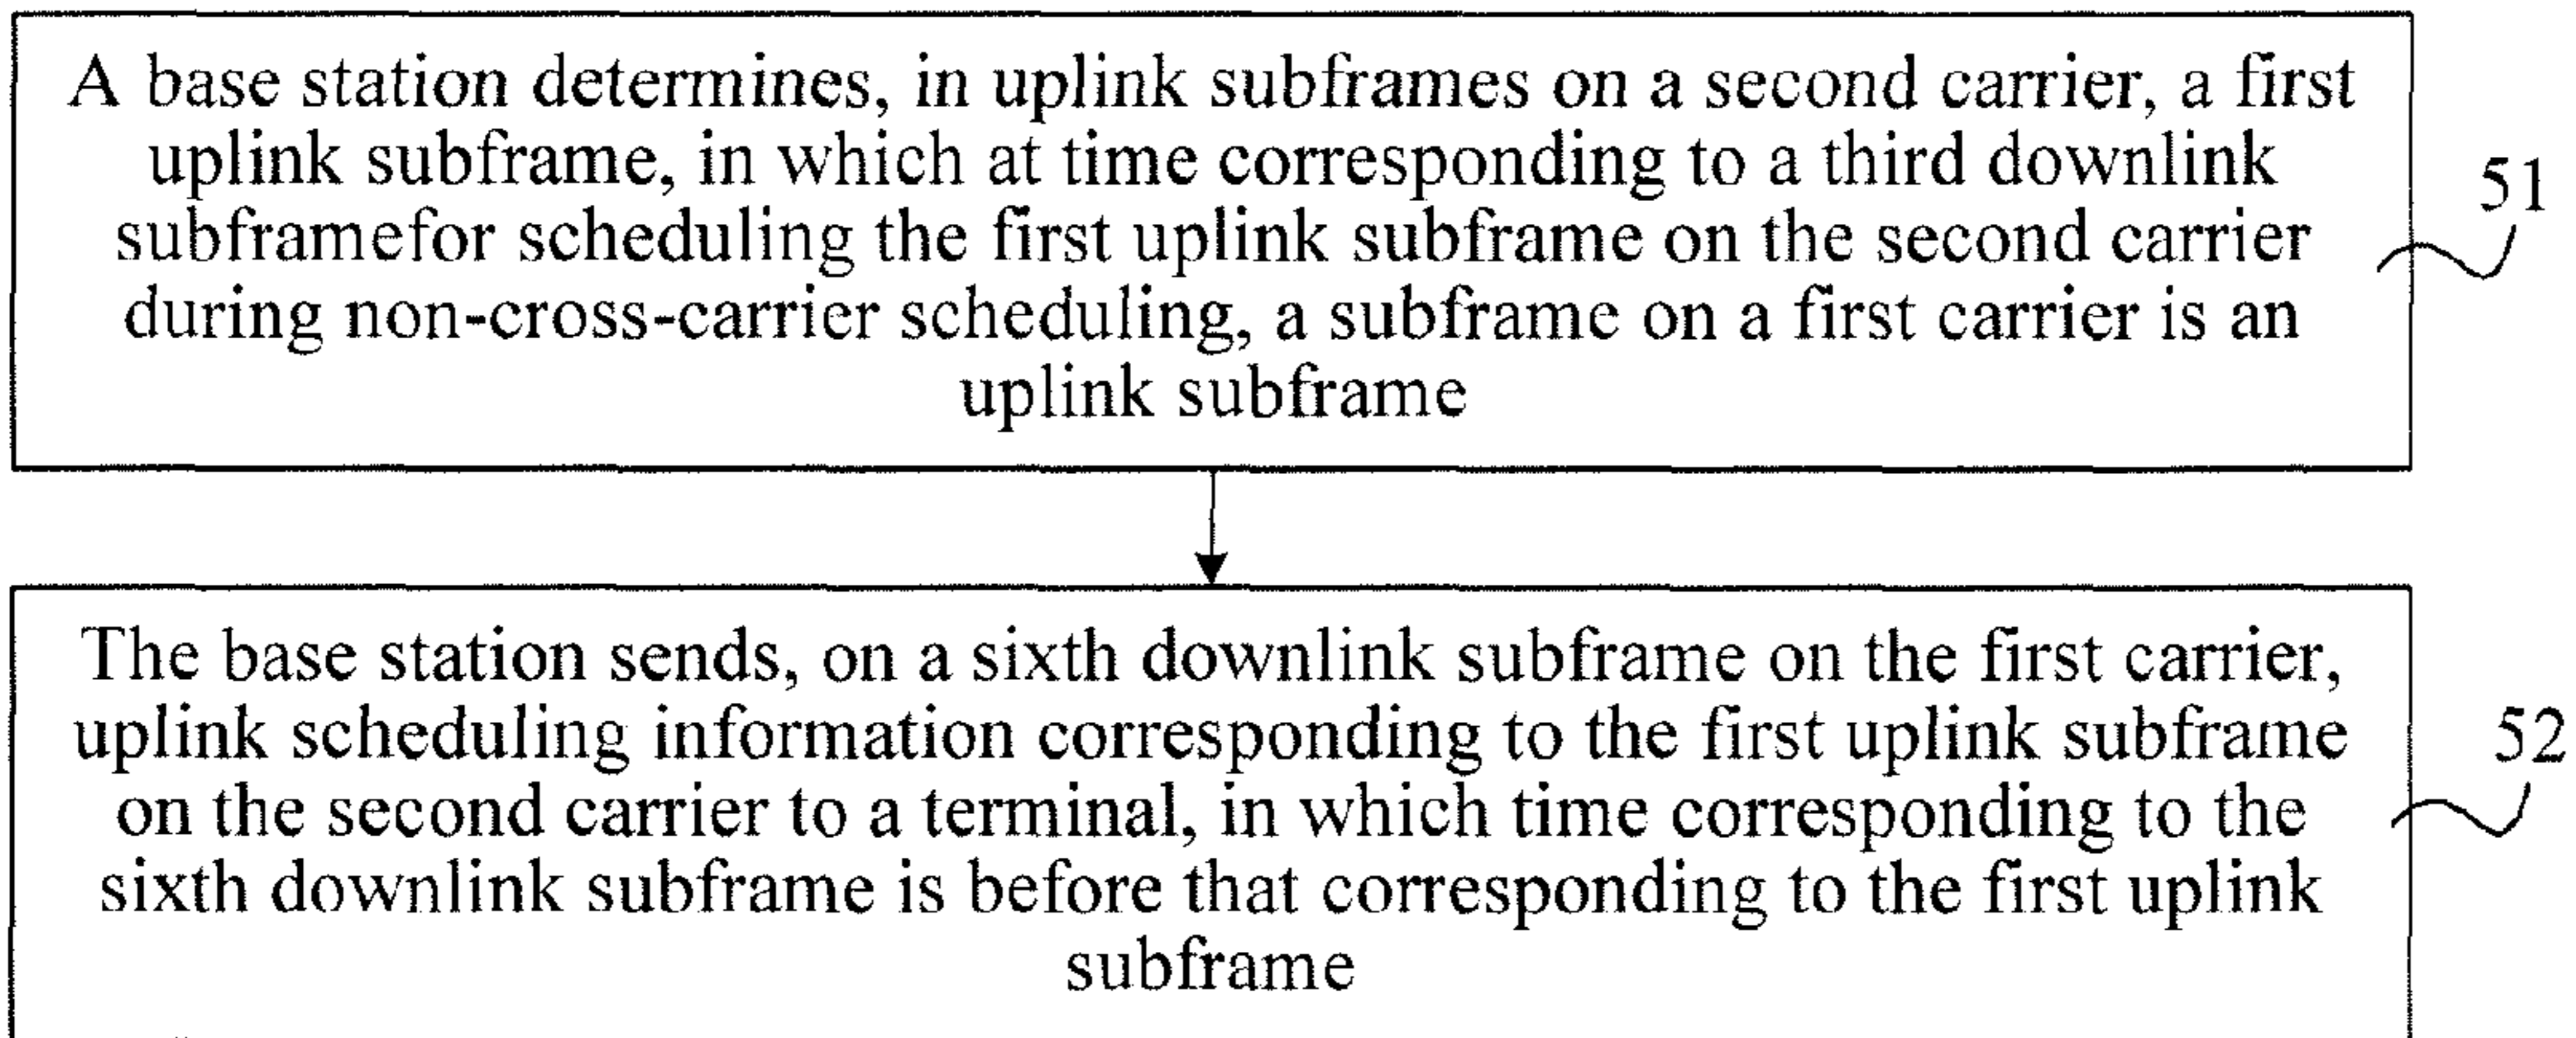 A base station determines, in uplink subframes on a second carrier, a first
uplink subframe, in which at time corresponding to a third downlink
subframefor scheduling the first uplink subframe on the second carrier
during non-cross-carrier scheduling, a subframe on a first carrier is an
uplink subframe
51
The base station sends, on a sixth downlink subframe on the first carrier,
uplink scheduling information corresponding to the first uplink subframe
on the second carrier to a terminal, in which time corresponding to the
sixth downlink subframe is before that corresponding to the first uplink
subframe
52